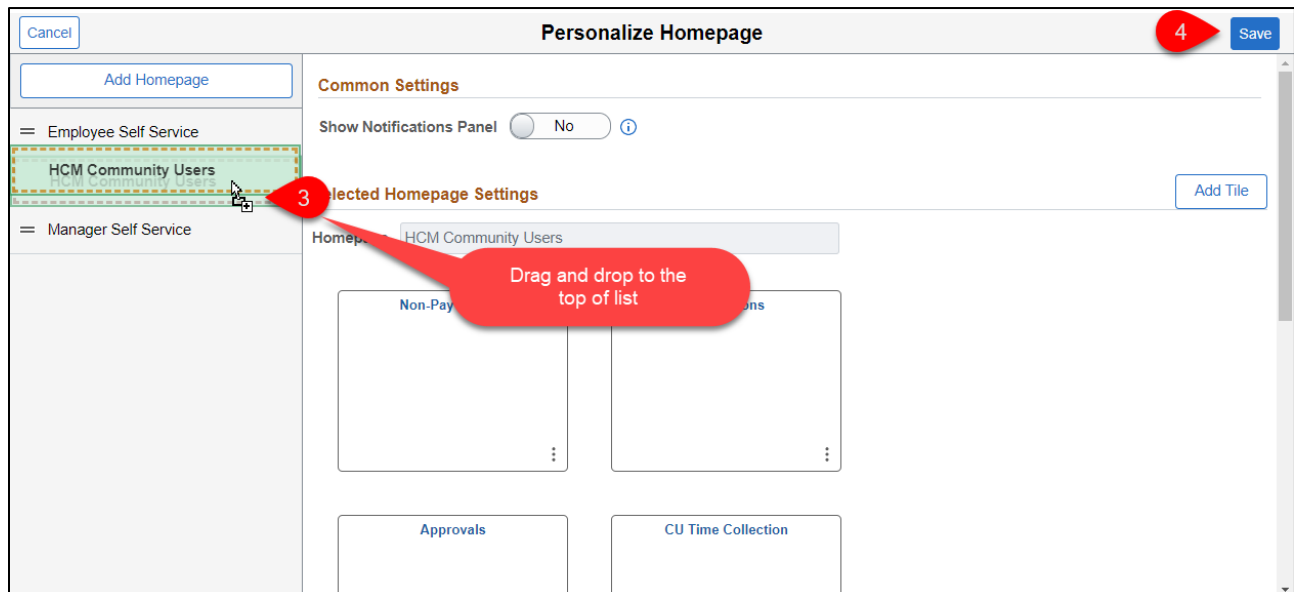 Cancel
Personalize Homepage
4
Save
Add Homepage
Common Settings
Show Notifications Panel
No
Employee Self Service
HCM Community Users
HCM Community Users
3
elected Homepage Settings
Add Tile
Manager Self Service
HCM Community Users
Drag and drop to the
top of list
Non-Pay
ons
Approvals
CU Time Collection